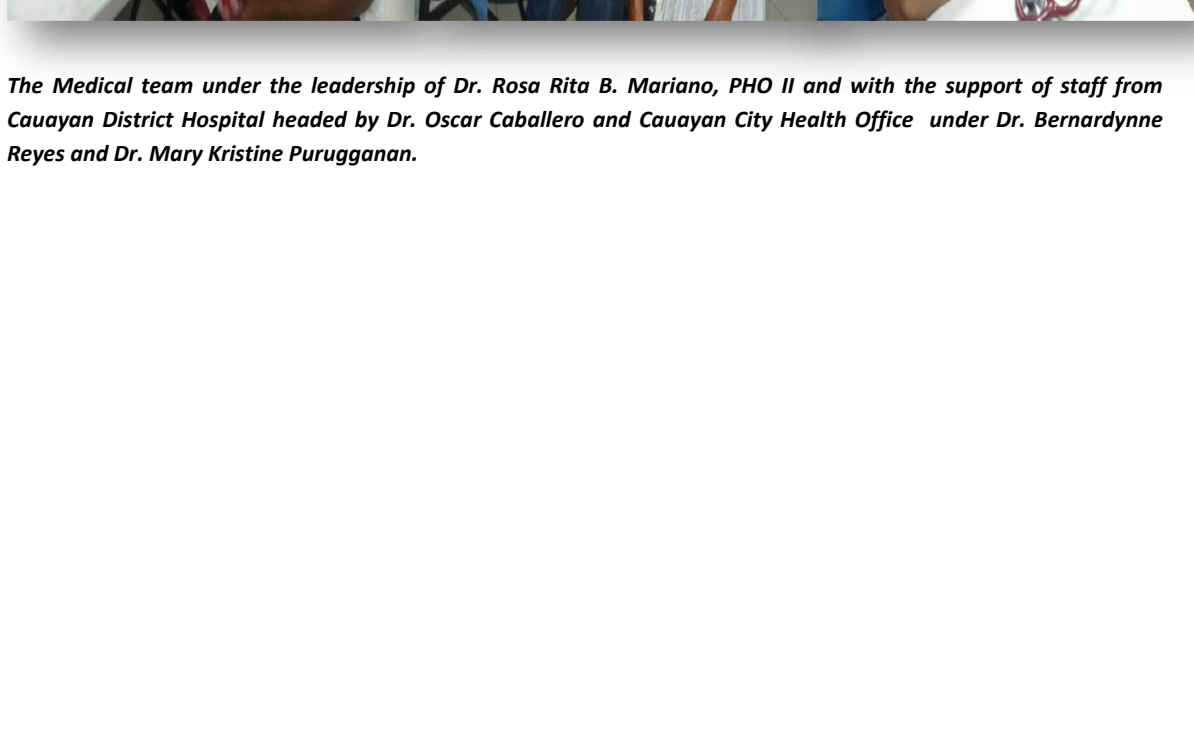 The Medical team under the leadership of Dr. Rosa Rita B. Mariano, PHO II and with the support of staff from
Cauayan District Hospital headed by Dr. Oscar Caballero and Cauayan City Health Office under Dr. Bernardynne
Reyes and Dr. Mary Kristine Purugganan.